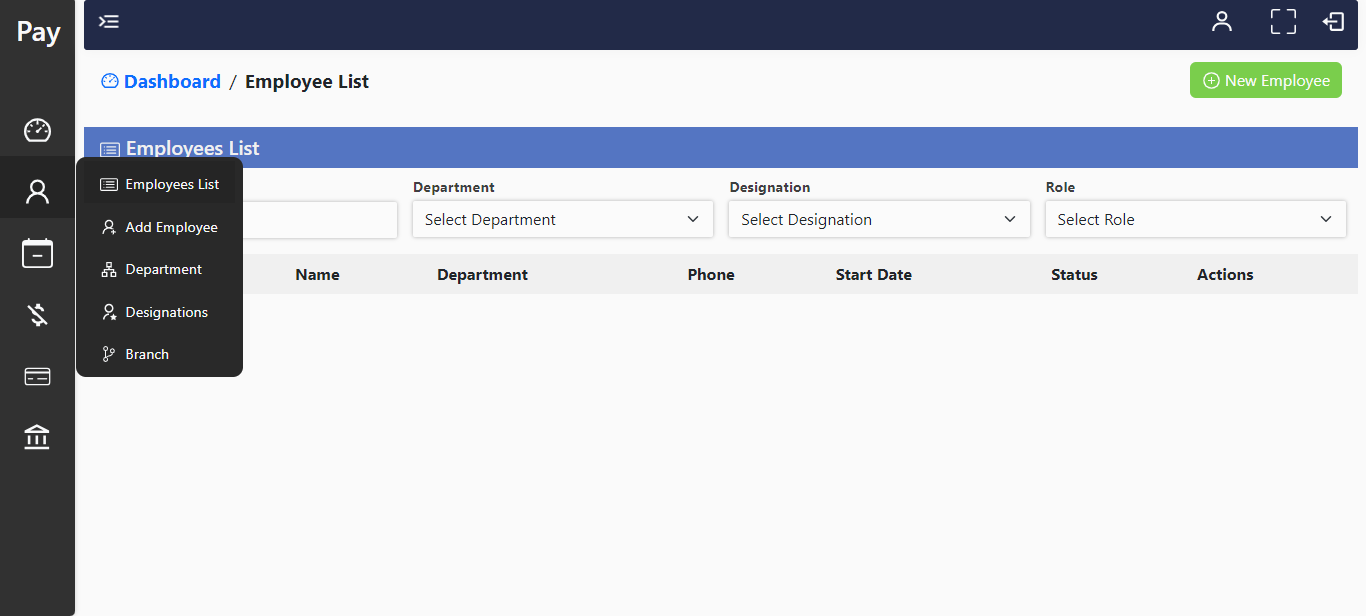 Pay
Dashboard / Employee List
New Employee
Employees List
Employees List
Add Employee
Department
Designations
Branch
Department
Select Department
Designation
Select Designation
Role
Select Role
Name Department Phone Start Date Status Actions